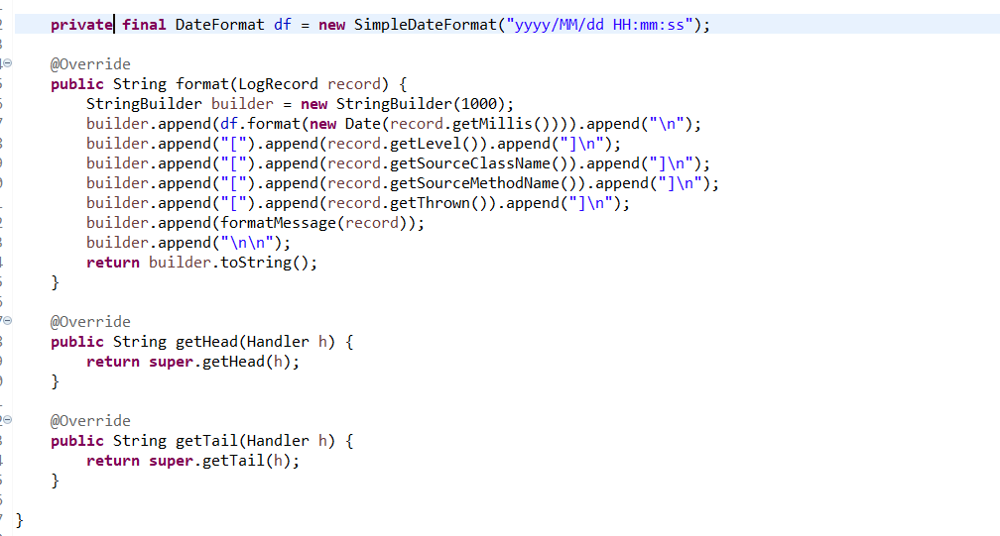 private final DateFormat df = new SimpleDateFormat("yyyy/MM/dd HH:mm:ss");
@Override
public String format(LogRecord record) {
StringBuilder builder = new StringBuilder(1000);
builder.append(df.format(new Date(record.getMillis()))).append("\n");
builder.append("[").append(record.getLevel()).append("]\n");
builder.append("[").append(record.getSourceClassName()).append("]\n");
builder.append("[").append(record.getSourceMethodName()).append("]\n");
builder.append("[").append(record.getThrown()).append("]\n");
builder.append(formatMessage(record));
builder.append("\n\n");
return builder.toString();
}
@Override
public String getHead(Handler h) {
return super.getHead(h);
}
@Override
public String getTail(Handler h) {
return super.getTail(h);
}
}